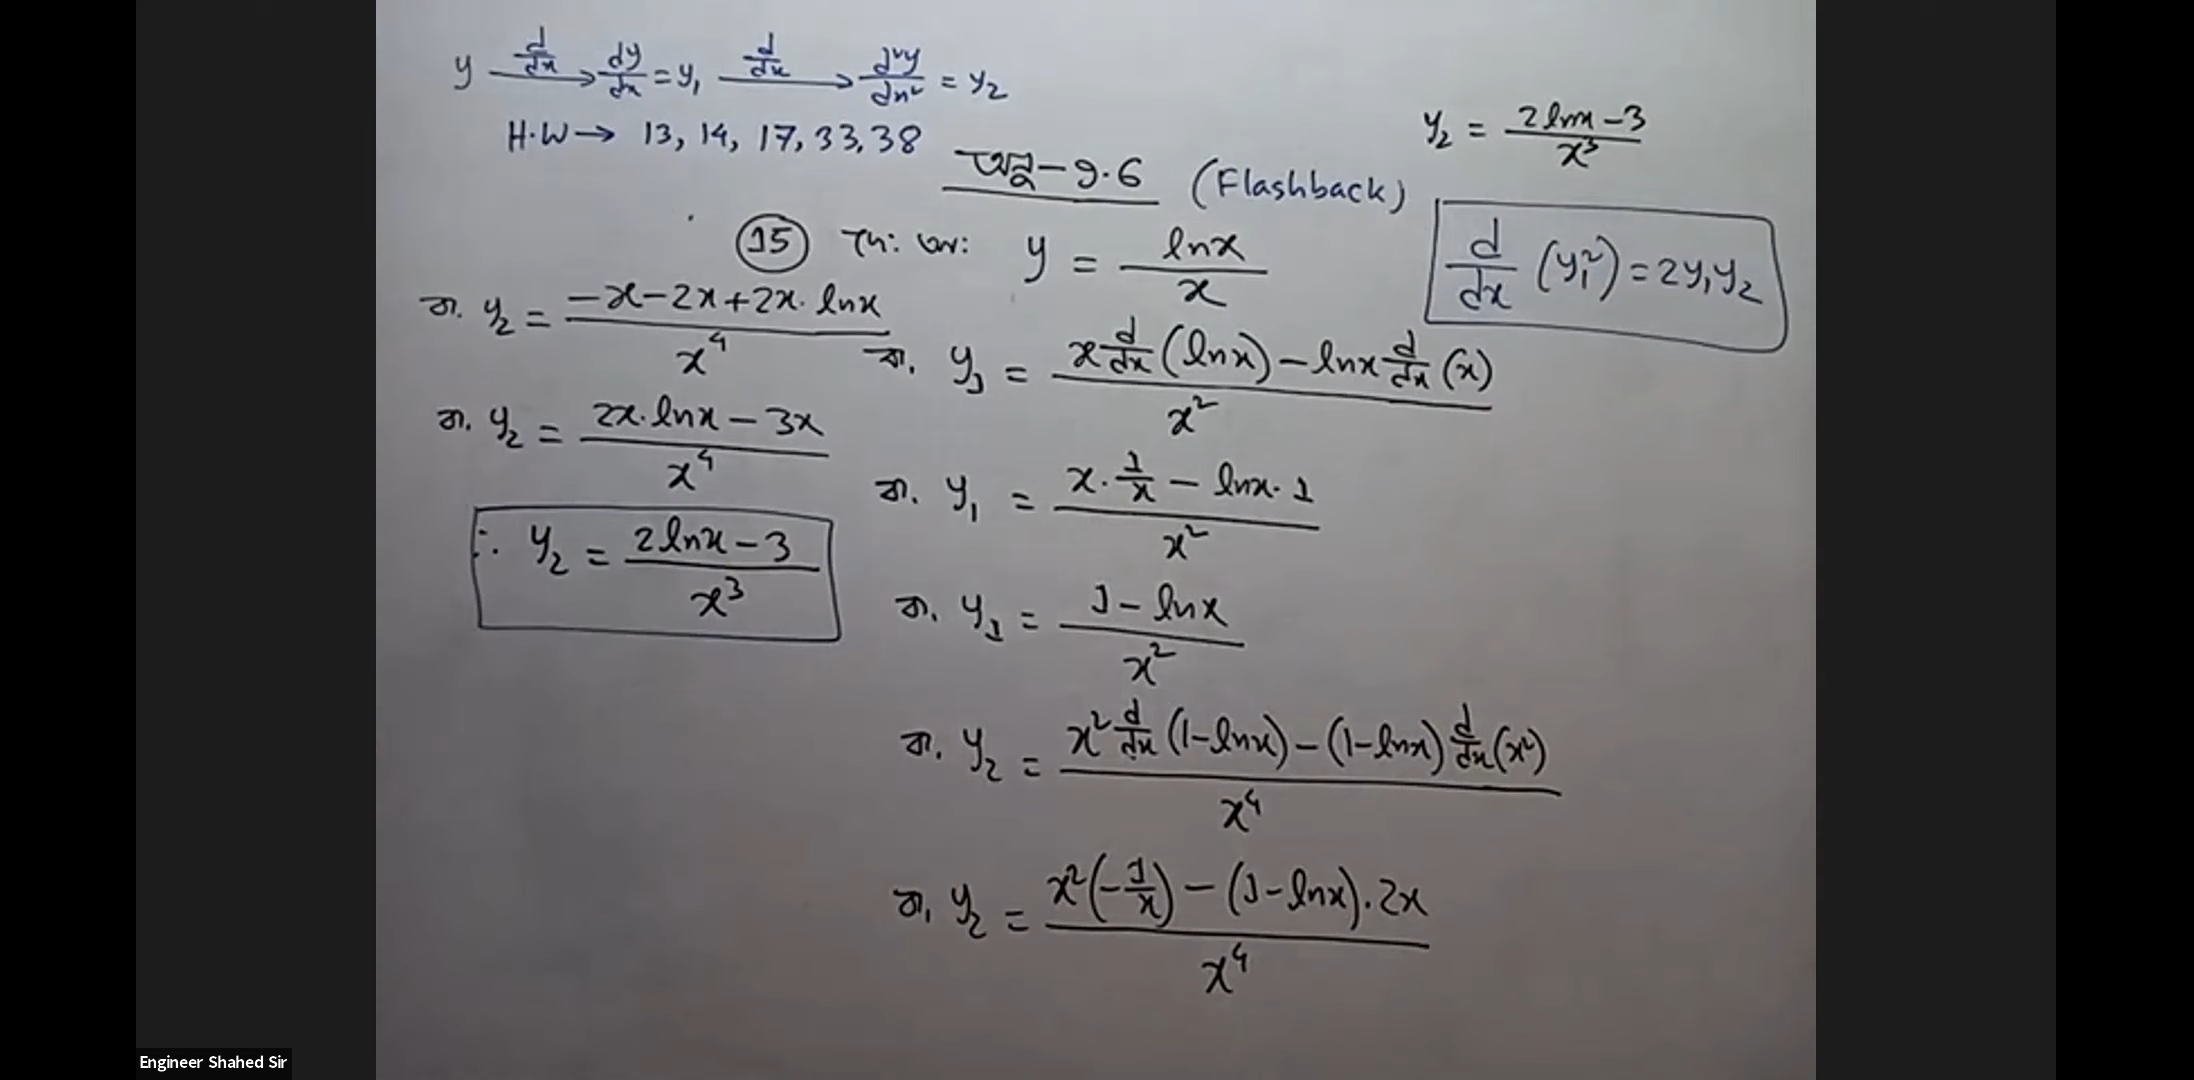 y —d/dx→ dy/dx = y₁ —d/dx→ d²y/dx² = y₂
H.W → 13, 14, 17, 33, 38
অনু-9.6 (Flashback)
y₂ = (2lnx - 3)/x³
d/dx (y₁²) = 2y₁y₂
(15) দে: আ: y = lnx/x
বা, y₁ = (x d/dx (lnx) - lnx d/dx (x))/x²
বা, y₁ = (x · 1/x - lnx · 1)/x²
বা, y₁ = (1 - lnx)/x²
বা, y₂ = (x² d/dx (1-lnx) - (1-lnx) d/dx (x²))/x⁴
বা, y₂ = (x²(-1/x) - (1-lnx)·2x)/x⁴
বা, y₂ = (-x - 2x + 2x·lnx)/x⁴
বা, y₂ = (2x·lnx - 3x)/x⁴
∴ y₂ = (2lnx - 3)/x³
Engineer Shahed Sir